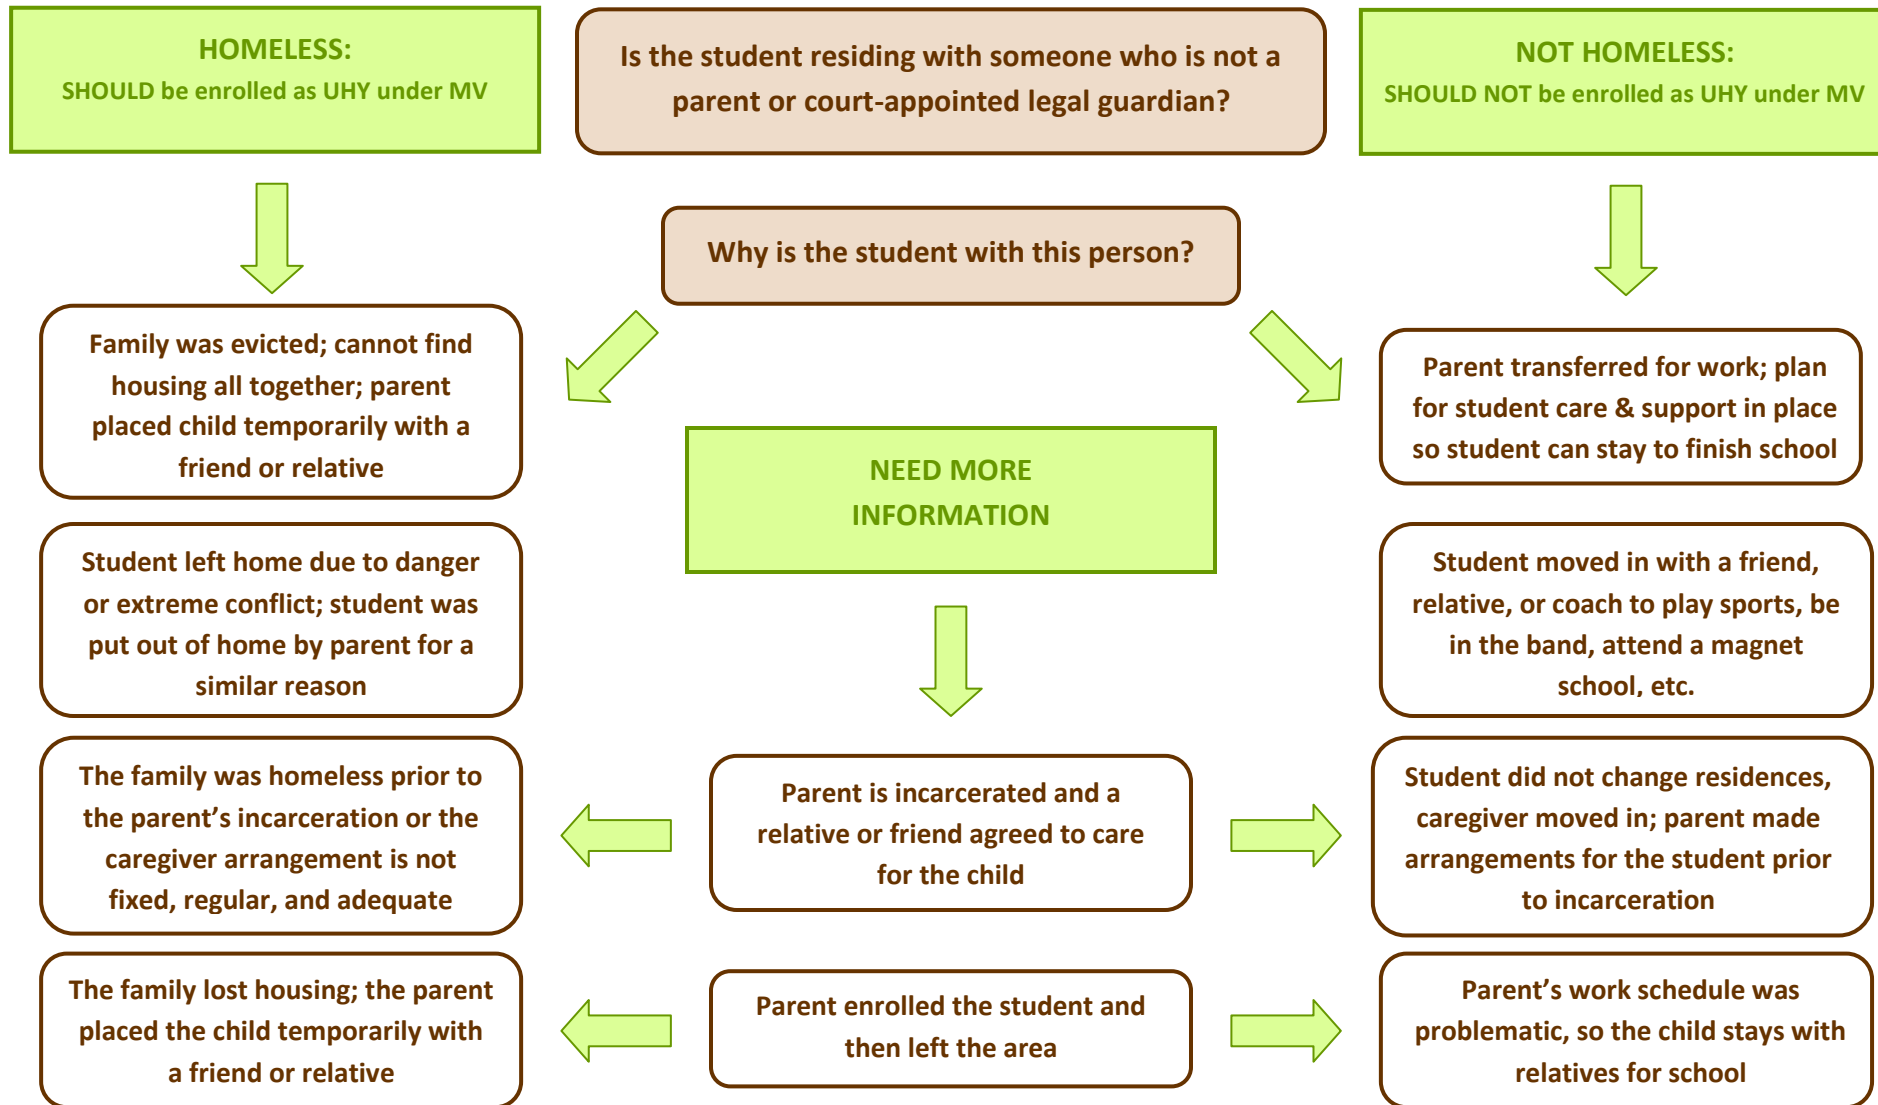 HOMELESS:
SHOULD be enrolled as UHY under MV
Is the student residing with someone who is not a
parent or court-appointed legal guardian?
NOT HOMELESS:
SHOULD NOT be enrolled as UHY under MV
Why is the student with this person?
Family was evicted; cannot find
housing all together; parent
placed child temporarily with a
friend or relative
Parent transferred for work; plan
for student care & support in place
so student can stay to finish school
NEED MORE
INFORMATION
Student left home due to danger
or extreme conflict; student was
put out of home by parent for a
similar reason
Student moved in with a friend,
relative, or coach to play sports, be
in the band, attend a magnet
school, etc.
The family was homeless prior to
the parent’s incarceration or the
caregiver arrangement is not
fixed, regular, and adequate
Parent is incarcerated and a
relative or friend agreed to care
for the child
Student did not change residences,
caregiver moved in; parent made
arrangements for the student prior
to incarceration
The family lost housing; the parent
placed the child temporarily with
a friend or relative
Parent enrolled the student and
then left the area
Parent’s work schedule was
problematic, so the child stays with
relatives for school